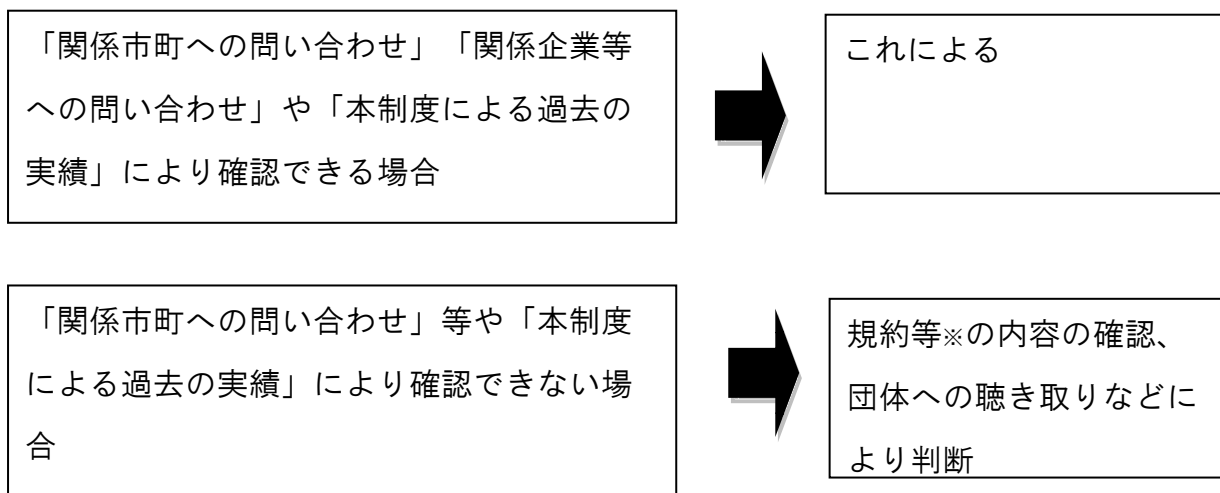 「関係市町への問い合わせ」「関係企業等
への問い合わせ」や「本制度による過去の
実績」により確認できる場合
これによる
「関係市町への問い合わせ」等や「本制度
による過去の実績」により確認できない場
合
規約等※の内容の確認、
団体への聴き取りなどに
より判断